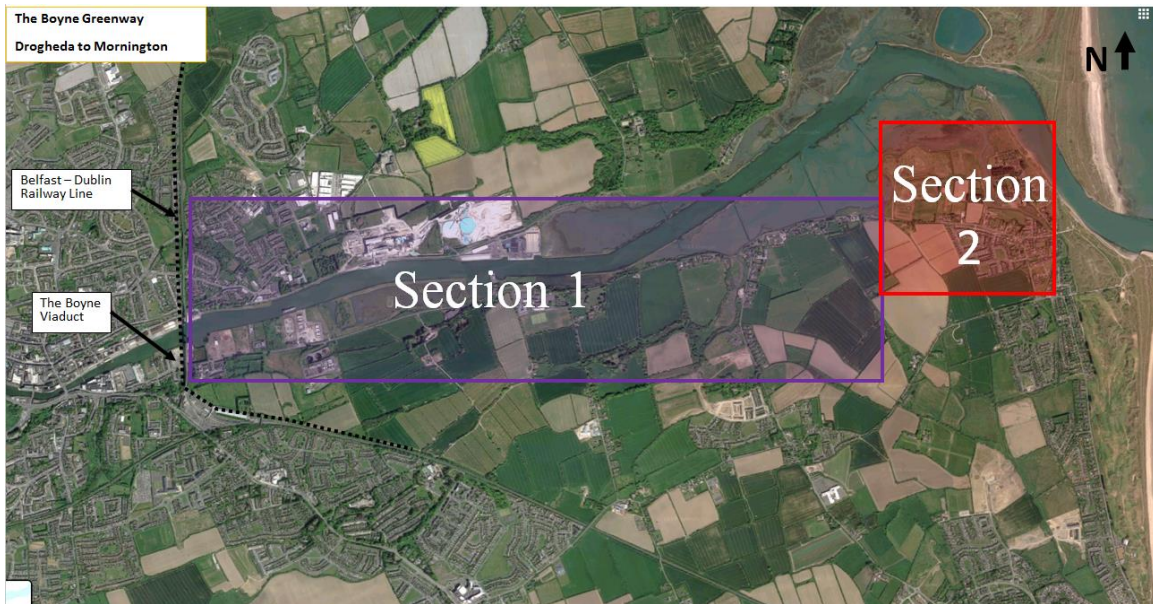 The Boyne Greenway
Drogheda to Mornington
N
Belfast – Dublin
Railway Line
Section
2
Section 1
The Boyne
Viaduct